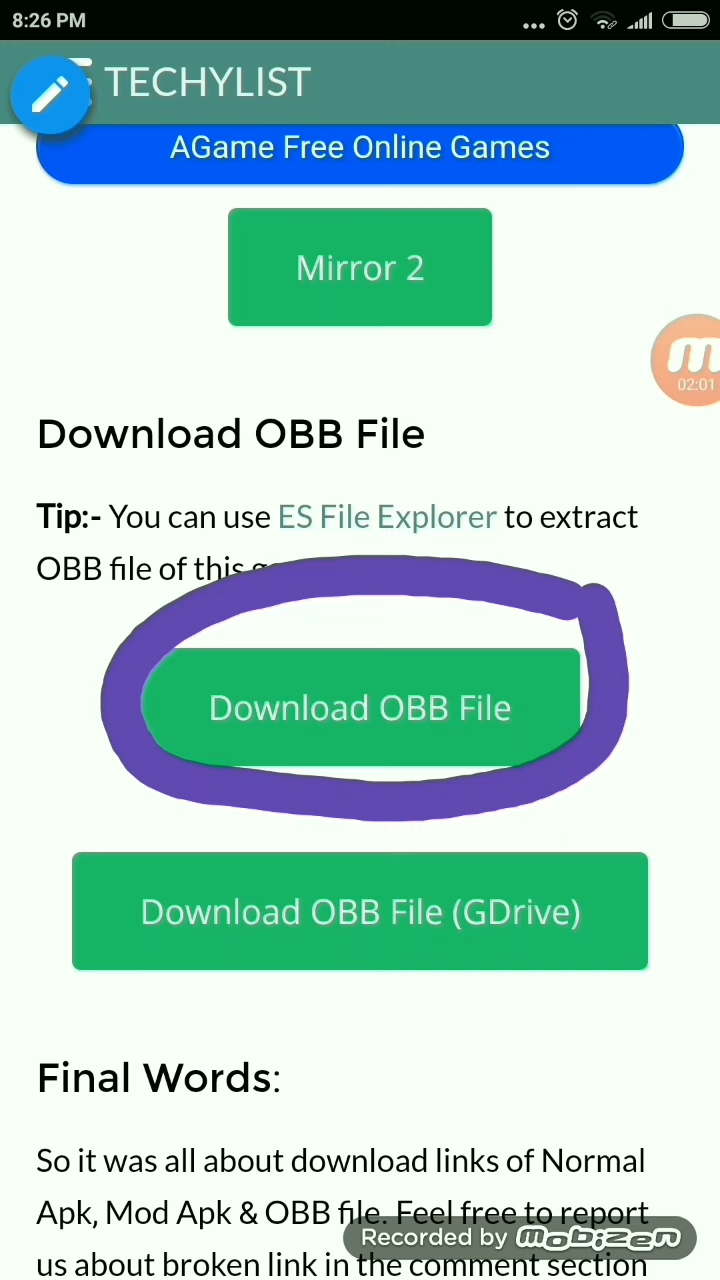 8:26 PM
TECHYLIST
AGame Free Online Games
Mirror 2
02:01
Download OBB File
Tip:- You can use ES File Explorer to extract
OBB file of this
Download OBB File
Download OBB File (GDrive)
Final Words:
So it was all about download links of Normal
Apk, Mod Apk & OBB file. Feel free to report
Recorded by mobizen
us about broken link in the comment section